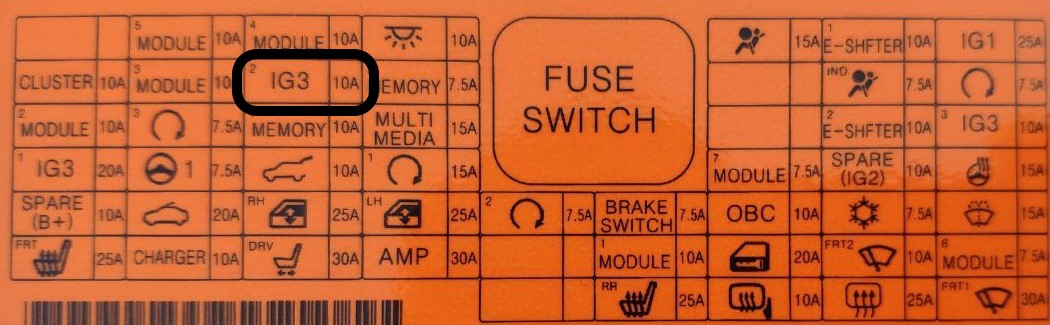 5 MODULE 10A 4 MODULE 10A 10A 15A 1 E-SHFTER 10A IG1 25A
CLUSTER 10A 3 MODULE 10 2 IG3 10A EMORY 7.5A FUSE SWITCH IND 7.5A 7.5A
2 MODULE 10A 3 7.5A MEMORY 10A MULTI MEDIA 15A 2 E-SHFTER 10A 3 IG3 10A
1 IG3 20A 1 7.5A 10A 1 15A 7 MODULE 7.5A SPARE (IG2) 10A 15A
SPARE (B+) 10A 20A RH 25A LH 25A 2 7.5A BRAKE SWITCH 7.5A OBC 10A 7.5A 15A
FRT 25A CHARGER 10A DRV 30A AMP 30A 1 MODULE 10A 20A FRT2 10A 6 MODULE 7.5A
RR 25A 10A 25A FRT1 30A